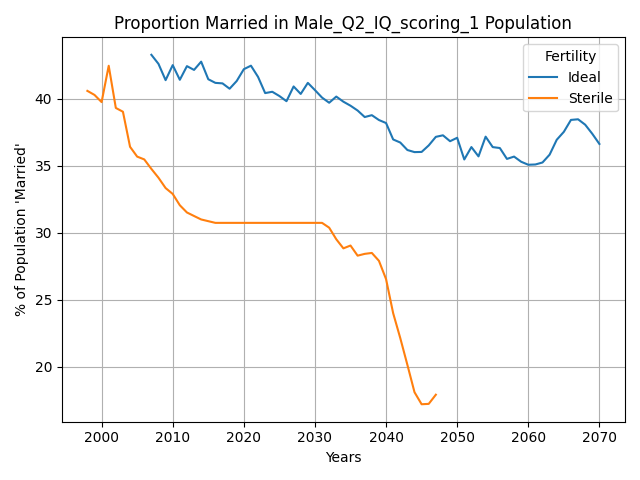 Proportion Married in Male_Q2_IQ_scoring_1 Population
Fertility
Ideal
Sterile
% of Population 'Married'
40
35
30
25
20
2000 2010 2020 2030 2040 2050 2060 2070
Years